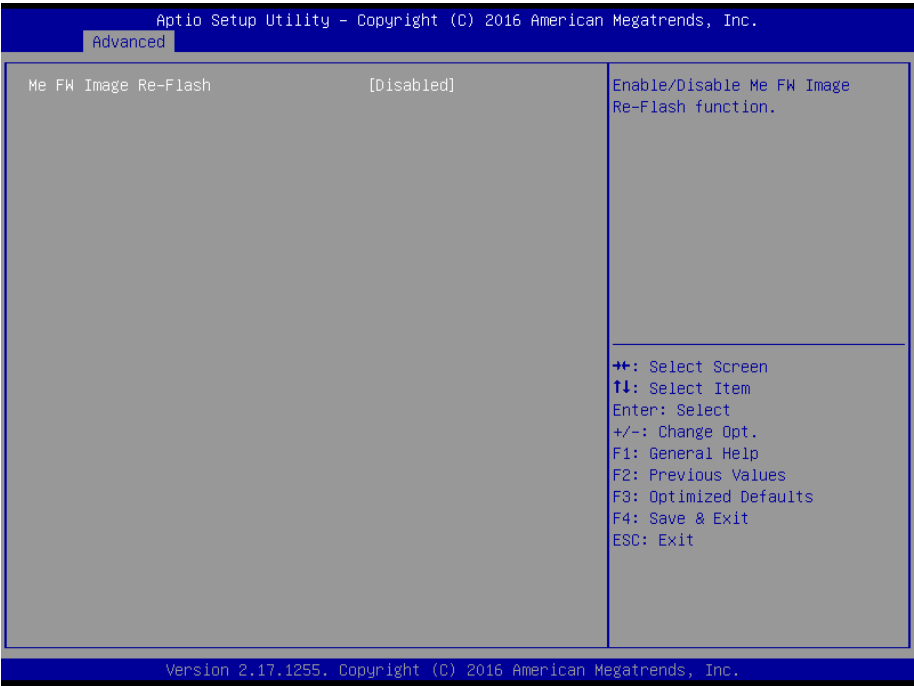 Aptio Setup Utility – Copyright (C) 2016 American Megatrends, Inc.
Advanced
Me FW Image Re-Flash [Disabled]
Enable/Disable Me FW Image
Re-Flash function.
→←: Select Screen
↑↓: Select Item
Enter: Select
+/-: Change Opt.
F1: General Help
F2: Previous Values
F3: Optimized Defaults
F4: Save & Exit
ESC: Exit
Version 2.17.1255. Copyright (C) 2016 American Megatrends, Inc.